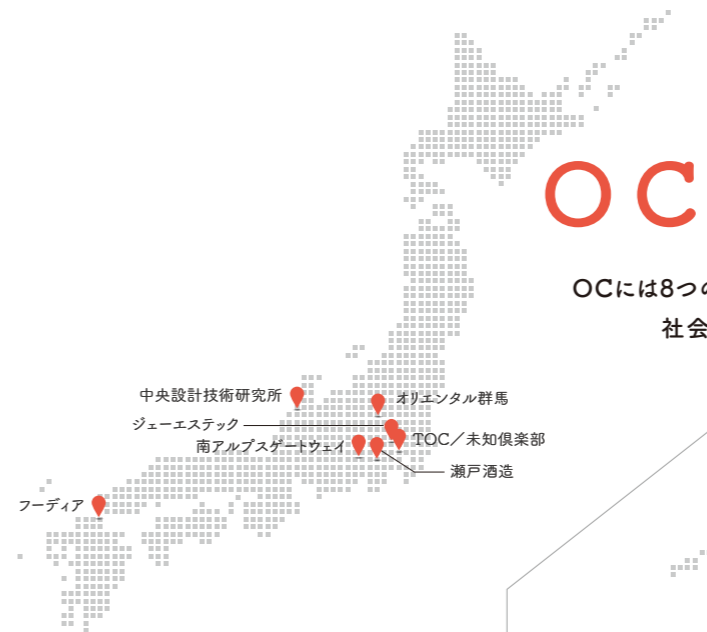 OC
OCには8つの
社会
中央設計技術研究所
オリエンタル群馬
ジェーエステック
南アルプスゲートウェイ
TOC／未知倶楽部
瀬戸酒造
フーディア